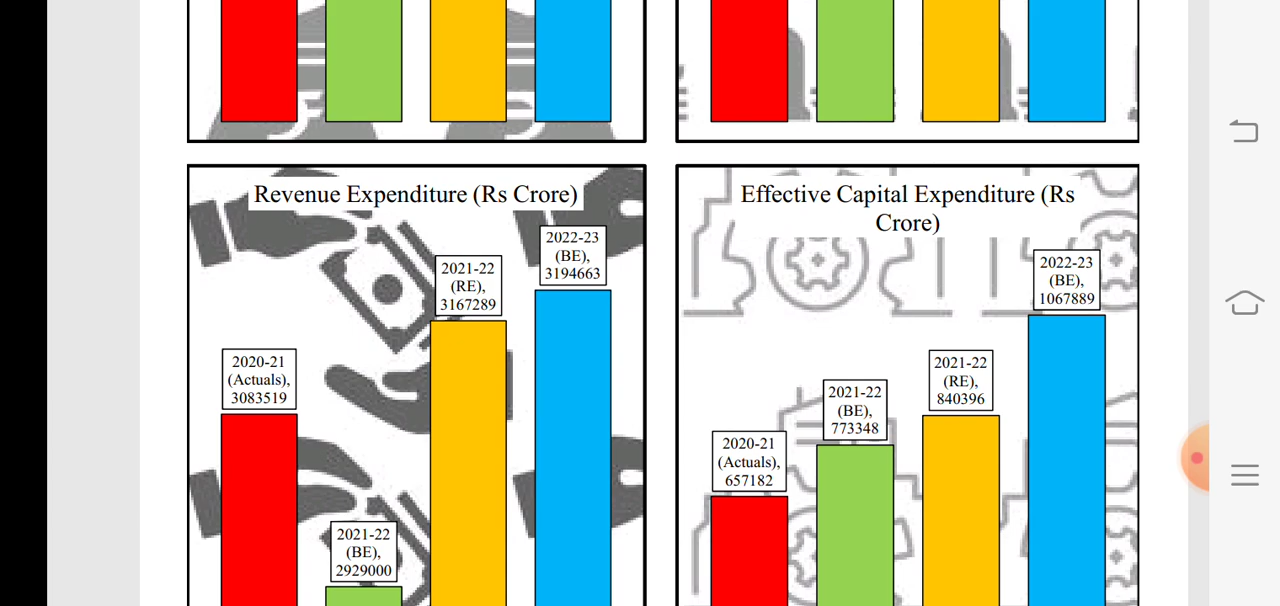 Revenue Expenditure (Rs Crore)
2020-21
(Actuals),
3083519
2021-22
(BE),
2929000
2021-22
(RE),
3167289
2022-23
(BE),
3194663
Effective Capital Expenditure (Rs
Crore)
2020-21
(Actuals),
657182
2021-22
(BE),
773348
2021-22
(RE),
840396
2022-23
(BE),
1067889